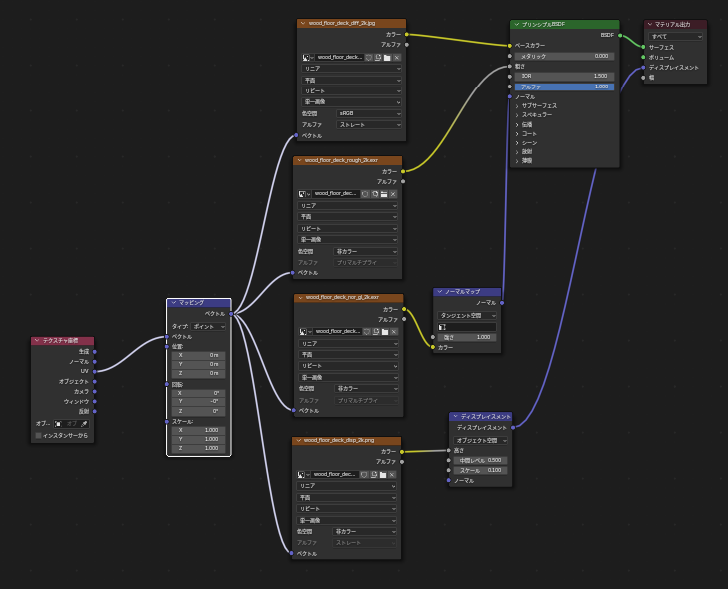 wood_floor_deck_diff_2k.jpg
カラー
アルファ
wood_floor_deck...
リニア
平面
リピート
単一画像
色空間 sRGB
アルファ ストレート
ベクトル
wood_floor_deck_rough_2k.exr
カラー
アルファ
wood_floor_dec...
リニア
平面
リピート
単一画像
色空間 非カラー
アルファ プリマルチプライ
ベクトル
wood_floor_deck_nor_gl_2k.exr
カラー
アルファ
wood_floor_deck...
リニア
平面
リピート
単一画像
色空間 非カラー
アルファ プリマルチプライ
ベクトル
wood_floor_deck_disp_2k.png
カラー
アルファ
wood_floor_dec...
リニア
平面
リピート
単一画像
色空間 非カラー
アルファ ストレート
ベクトル
テクスチャ座標
生成
ノーマル
UV
オブジェクト
カメラ
ウィンドウ
反射
オブ...
インスタンサーから
マッピング
ベクトル
タイプ: ポイント
ベクトル
位置:
X 0 m
Y 0 m
Z 0 m
回転:
X 0°
Y -0°
Z 0°
スケール:
X 1.000
Y 1.000
Z 1.000
ノーマルマップ
ノーマル
タンジェント空間
強さ 1.000
カラー
ディスプレイスメント
ディスプレイスメント
オブジェクト空間
高さ
中間レベル 0.500
スケール 0.100
ノーマル
プリンシプルBSDF
BSDF
ベースカラー
メタリック 0.000
粗さ
IOR 1.500
アルファ 1.000
ノーマル
サブサーフェス
スペキュラー
伝播
コート
シーン
放射
薄膜
マテリアル出力
すべて
サーフェス
ボリューム
ディスプレイスメント
幅